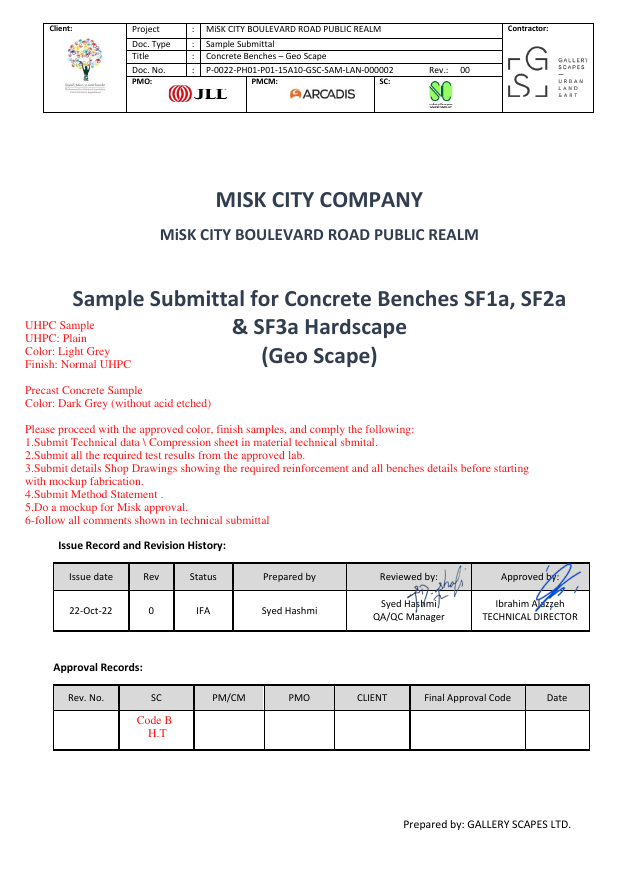 Client:
Project : MiSK CITY BOULEVARD ROAD PUBLIC REALM
Contractor:
Doc. Type : Sample Submittal
Title : Concrete Benches – Geo Scape
Doc. No. : P-0022-PH01-P01-15A10-GSC-SAM-LAN-000002 Rev.: 00
PMO: JLL
PMCM: ARCADIS
SC: SC
GS
GALLERY
SCAPES
—
URBAN
LAND
&ART
MISK CITY COMPANY
MiSK CITY BOULEVARD ROAD PUBLIC REALM
Sample Submittal for Concrete Benches SF1a, SF2a
& SF3a Hardscape
(Geo Scape)
UHPC Sample
UHPC: Plain
Color: Light Grey
Finish: Normal UHPC
Precast Concrete Sample
Color: Dark Grey (without acid etched)
Please proceed with the approved color, finish samples, and comply the following:
1.Submit Technical data \ Compression sheet in material technical sbmital.
2.Submit all the required test results from the approved lab.
3.Submit details Shop Drawings showing the required reinforcement and all benches details before starting
with mockup fabrication.
4.Submit Method Statement .
5.Do a mockup for Misk approval.
6-follow all comments shown in technical submittal
Issue Record and Revision History:
Issue date Rev Status Prepared by Reviewed by: Approved by:
22-Oct-22 0 IFA Syed Hashmi Syed Hashmi Ibrahim Alazzeh
QA/QC Manager TECHNICAL DIRECTOR
Approval Records:
Rev. No. SC PM/CM PMO CLIENT Final Approval Code Date
Code B
H.T
Prepared by: GALLERY SCAPES LTD.